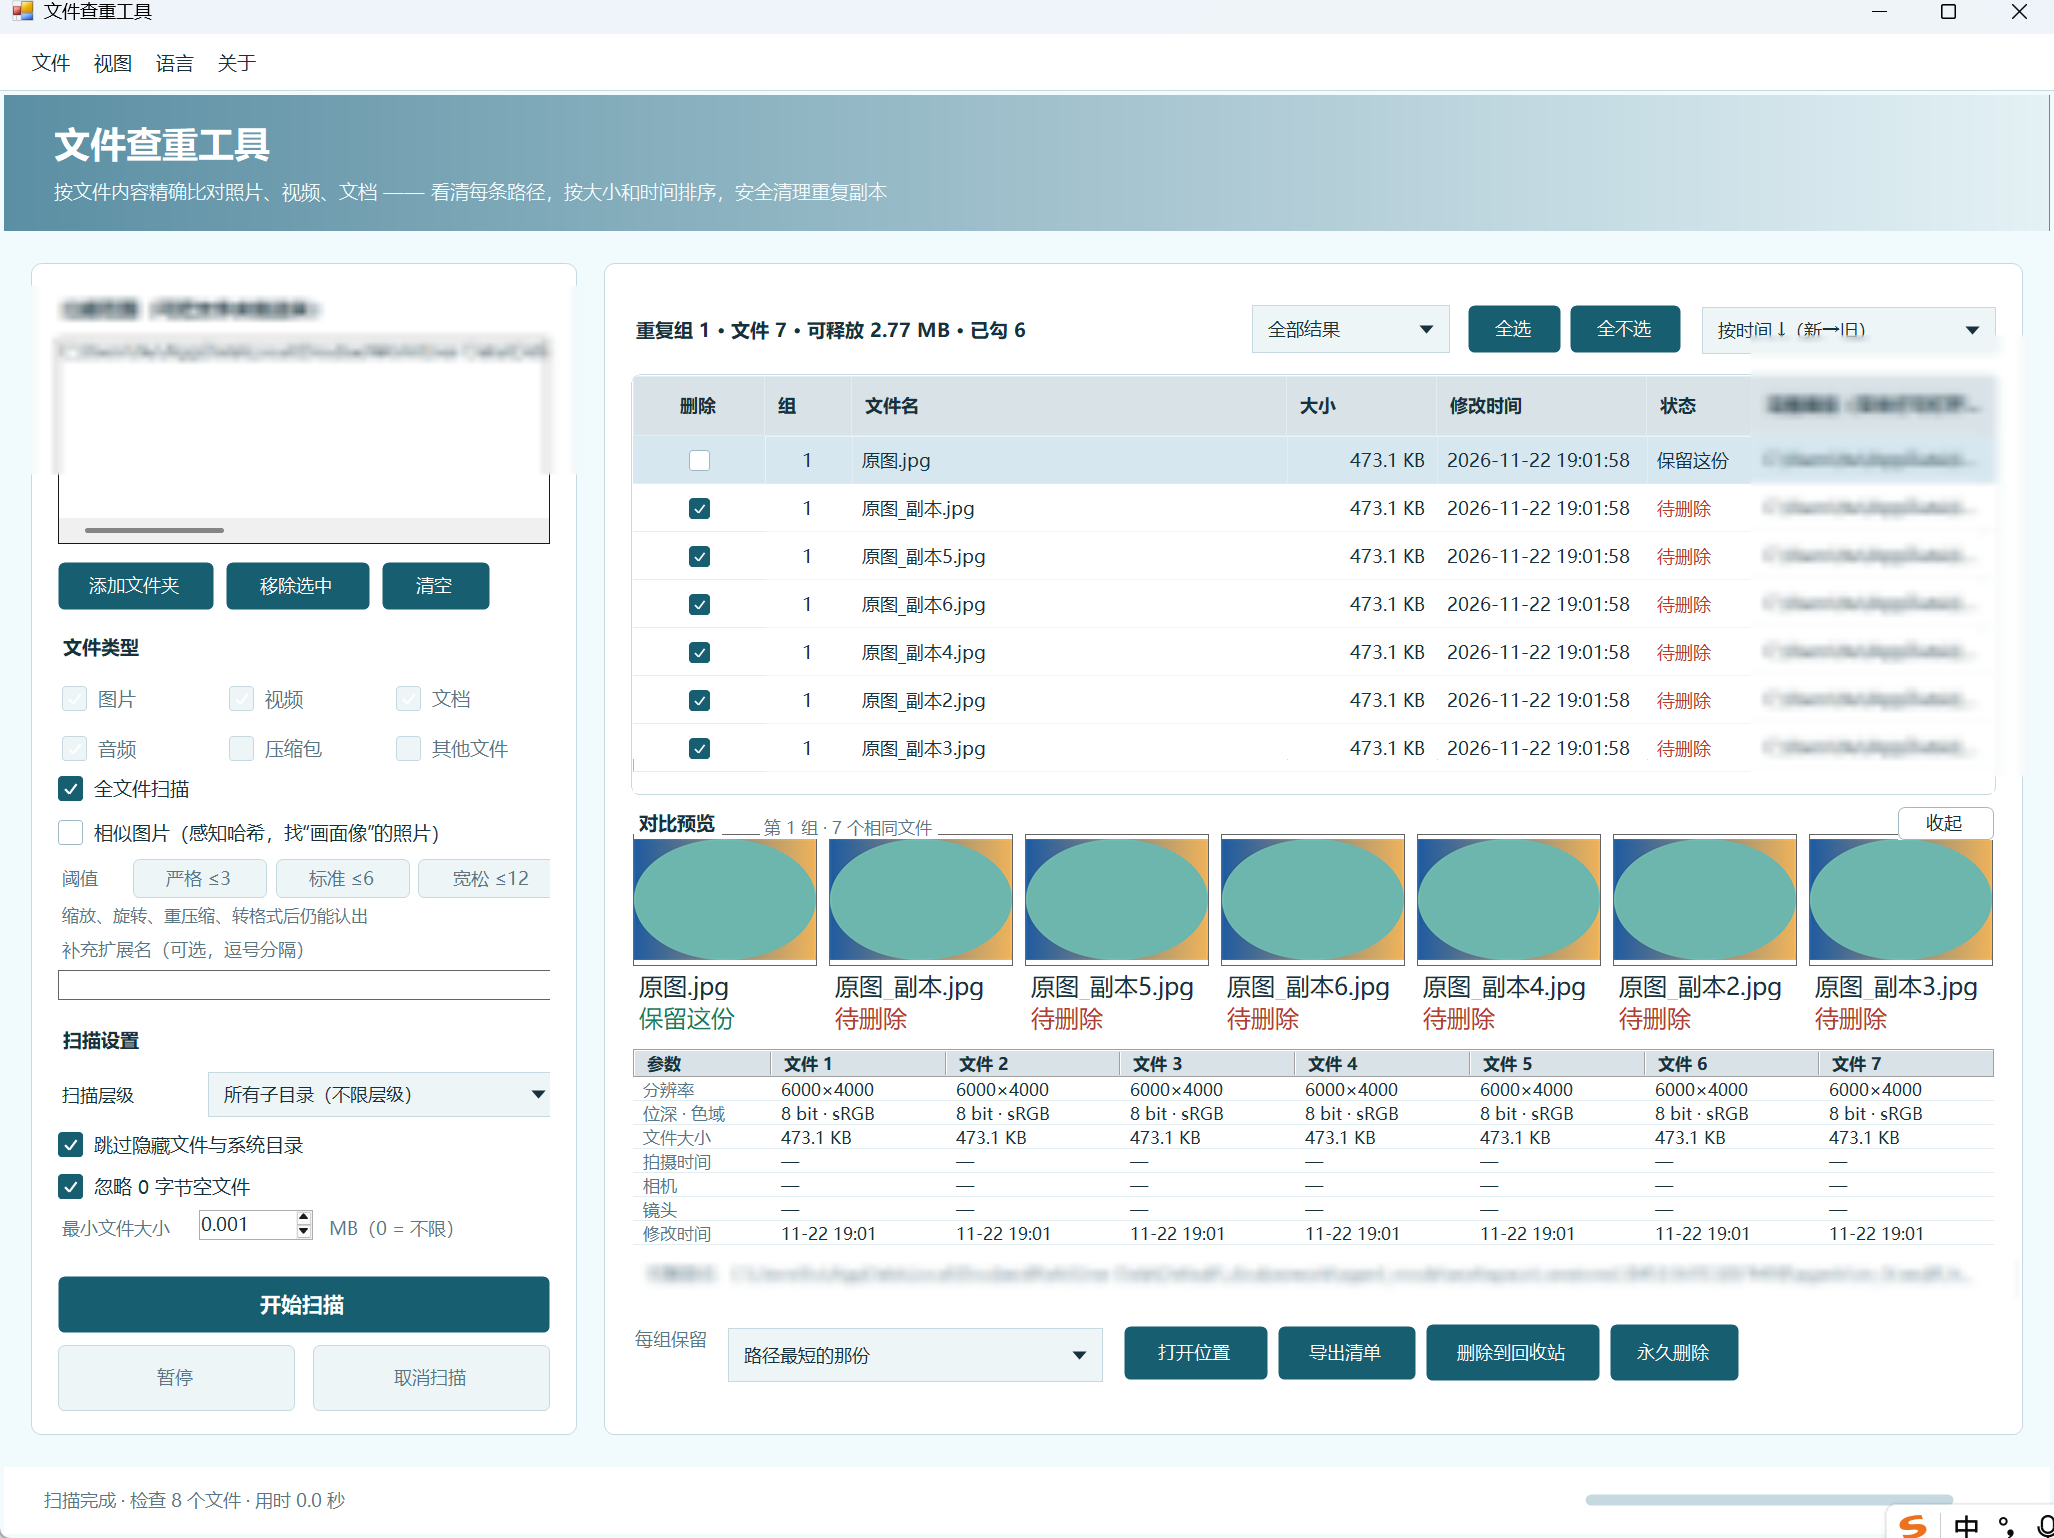 文件查重工具
文件 视图 语言 关于
文件查重工具
按文件内容精确比对照片、视频、文档 —— 看清每条路径，按大小和时间排序，安全清理重复副本
添加文件夹 移除选中 清空
文件类型
图片 视频 文档
音频 压缩包 其他文件
全文件扫描
相似图片（感知哈希，找“画面像”的照片）
阈值 严格 ≤3 标准 ≤6 宽松 ≤12
缩放、旋转、重压缩、转格式后仍能认出
补充扩展名（可选，逗号分隔）
扫描设置
扫描层级 所有子目录（不限层级）
跳过隐藏文件与系统目录
忽略 0 字节空文件
最小文件大小 0.001 MB（0 = 不限）
开始扫描
暂停 取消扫描
重复组 1 · 文件 7 · 可释放 2.77 MB · 已勾 6 全部结果 全选 全不选 按时间↓（新→旧）
删除 组 文件名 大小 修改时间 状态
1 原图.jpg 473.1 KB 2026-11-22 19:01:58 保留这份
1 原图_副本.jpg 473.1 KB 2026-11-22 19:01:58 待删除
1 原图_副本5.jpg 473.1 KB 2026-11-22 19:01:58 待删除
1 原图_副本6.jpg 473.1 KB 2026-11-22 19:01:58 待删除
1 原图_副本4.jpg 473.1 KB 2026-11-22 19:01:58 待删除
1 原图_副本2.jpg 473.1 KB 2026-11-22 19:01:58 待删除
1 原图_副本3.jpg 473.1 KB 2026-11-22 19:01:58 待删除
对比预览 第 1 组 · 7 个相同文件 收起
原图.jpg 原图_副本.jpg 原图_副本5.jpg 原图_副本6.jpg 原图_副本4.jpg 原图_副本2.jpg 原图_副本3.jpg
保留这份 待删除 待删除 待删除 待删除 待删除 待删除
参数 文件 1 文件 2 文件 3 文件 4 文件 5 文件 6 文件 7
分辨率 6000×4000 6000×4000 6000×4000 6000×4000 6000×4000 6000×4000 6000×4000
位深 · 色域 8 bit · sRGB 8 bit · sRGB 8 bit · sRGB 8 bit · sRGB 8 bit · sRGB 8 bit · sRGB 8 bit · sRGB
文件大小 473.1 KB 473.1 KB 473.1 KB 473.1 KB 473.1 KB 473.1 KB 473.1 KB
拍摄时间 — — — — — — —
相机 — — — — — — —
镜头 — — — — — — —
修改时间 11-22 19:01 11-22 19:01 11-22 19:01 11-22 19:01 11-22 19:01 11-22 19:01 11-22 19:01
每组保留 路径最短的那份 打开位置 导出清单 删除到回收站 永久删除
扫描完成 · 检查 8 个文件 · 用时 0.0 秒
中